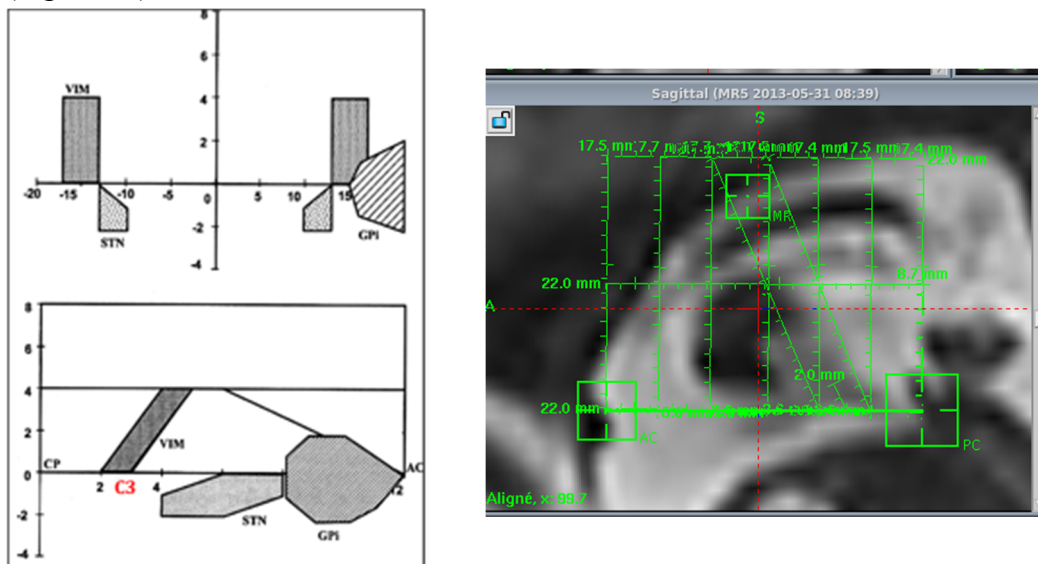 8
6
4
2
-2
-4
VIM
-20 -15 -10 -5 5 10 15
STN
GPi
8
6
4
2
0
-2
-4
VIM
CP
AC
2 C3 4 12
STN
GPi
Sagittal (MR5 2013-05-31 08:39)
S
17.5 mm 7.7 17.4 mm 17.5 mm 7.4 mm
22.0 mm
MR
22.0 mm
8.7 mm
A
2.0 mm
22.0 mm
AC
PC
Aligné, x: 99.7